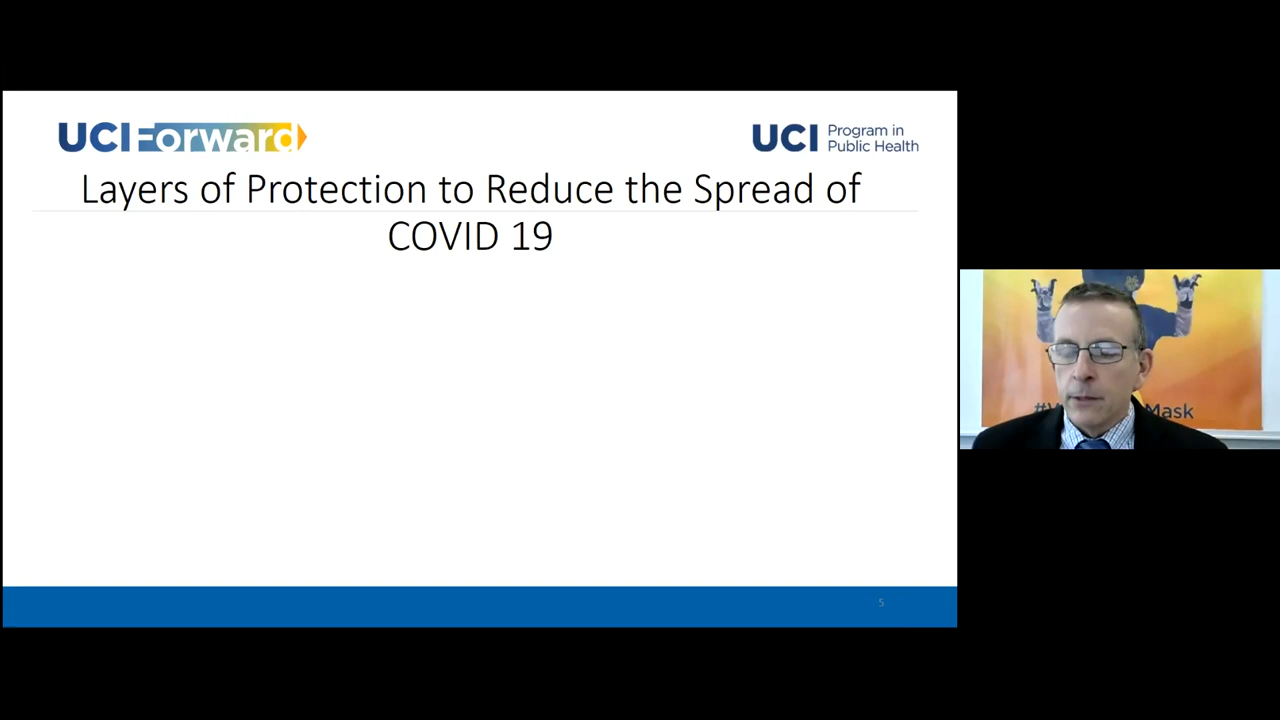 UCI Forward
UCI Program in
Public Health
Layers of Protection to Reduce the Spread of
COVID 19
5
Mask